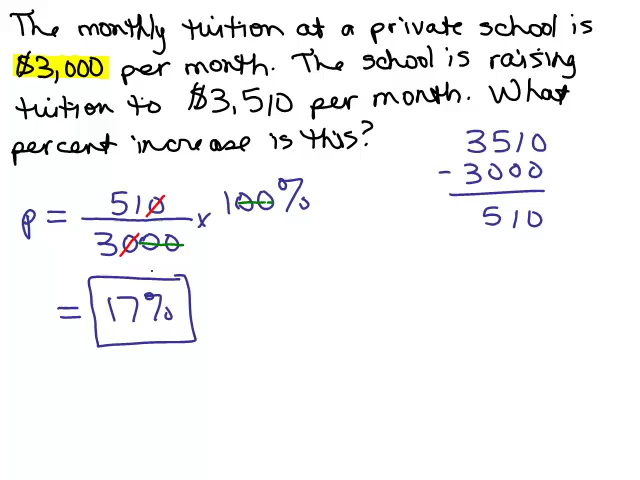 The monthly tuition at a private school is
$3,000 per month. The school is raising
tuition to $3,510 per month. What
percent increase is this?
3510
- 3000
510
p = 510/3000 x 100%
= 17%